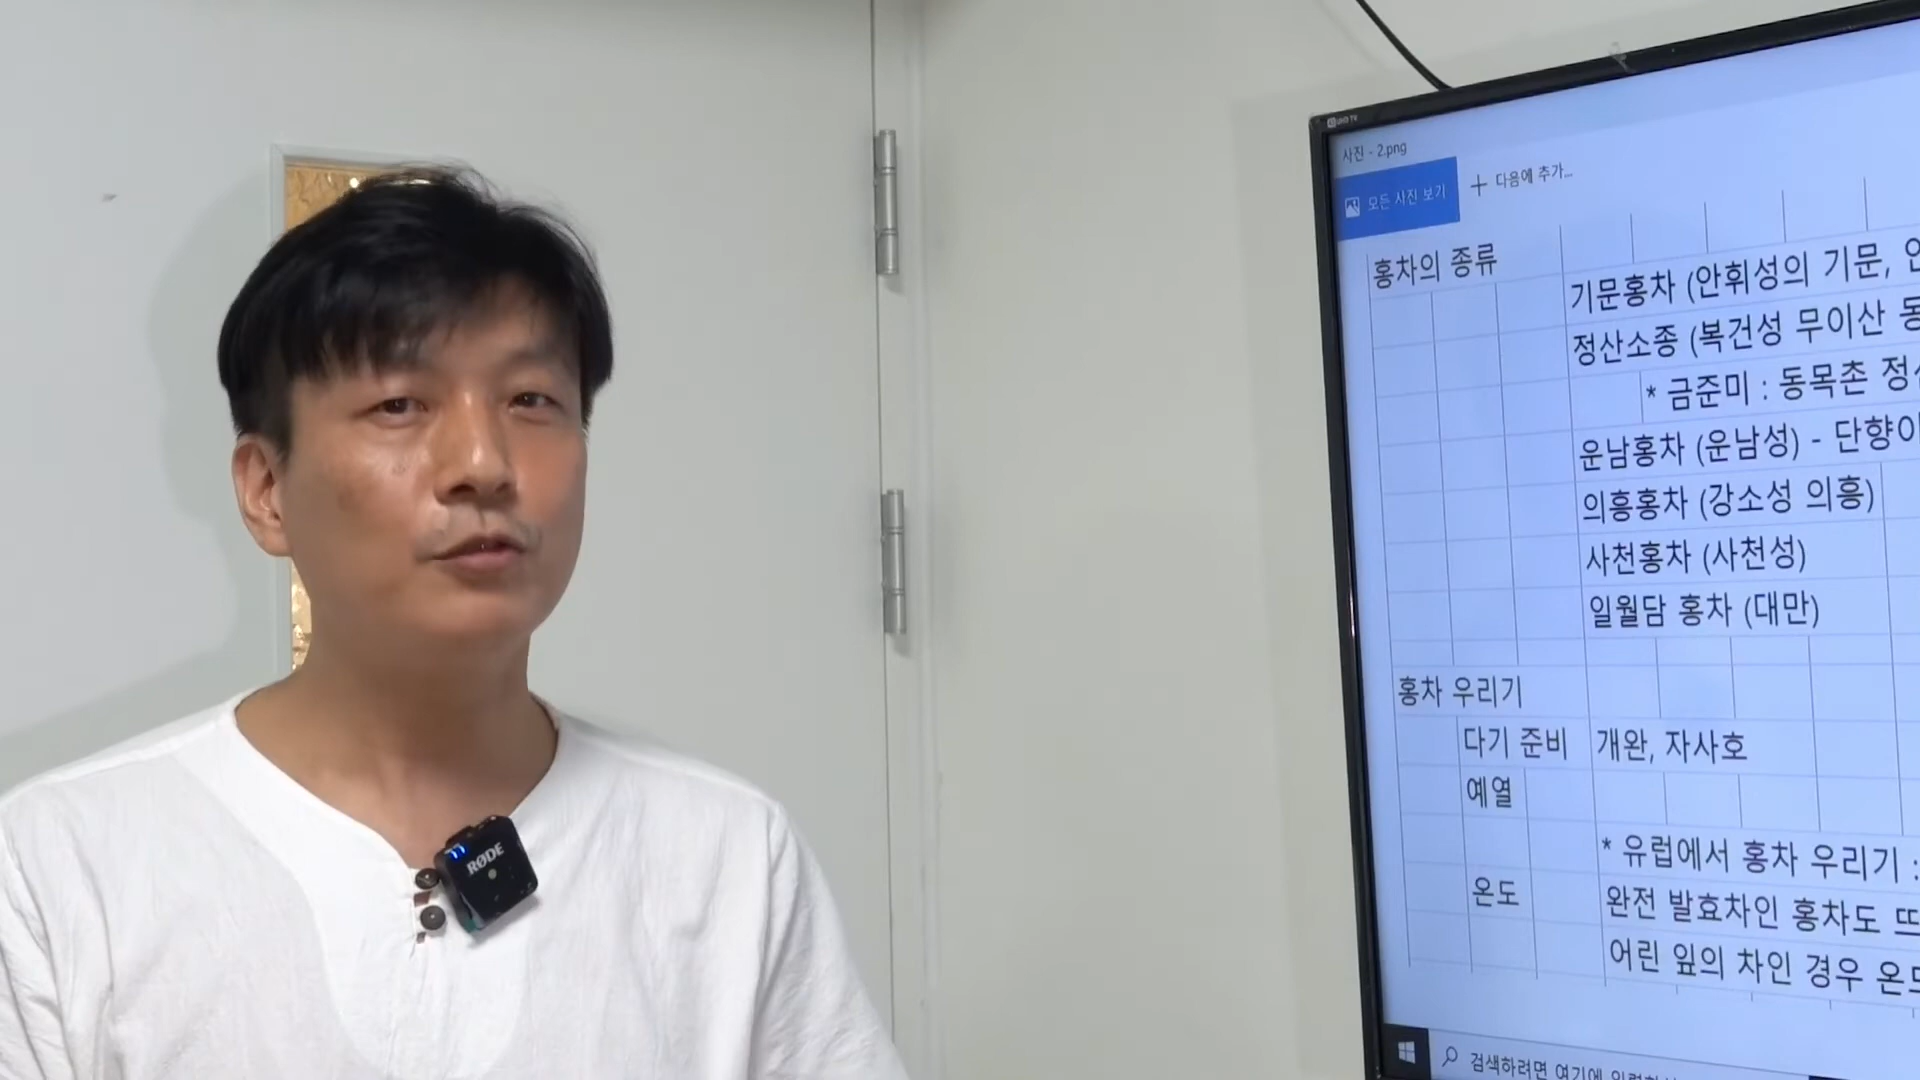 사진 - 2.png
모든 사진 보기
다음에 추가...
홍차의 종류
기문홍차 (안휘성의 기문,
정산소종 (복건성 무이산
* 금준미 : 동목촌
운남홍차 (운남성) - 단향이
의흥홍차 (강소성 의흥)
사천홍차 (사천성)
일월담 홍차 (대만)
홍차 우리기
다기 준비 개완, 자사호
예열
* 유럽에서 홍차 우리기 :
온도 완전 발효차인 홍차도
어린 잎의 차인 경우
검색하려면 여기에
RØDE